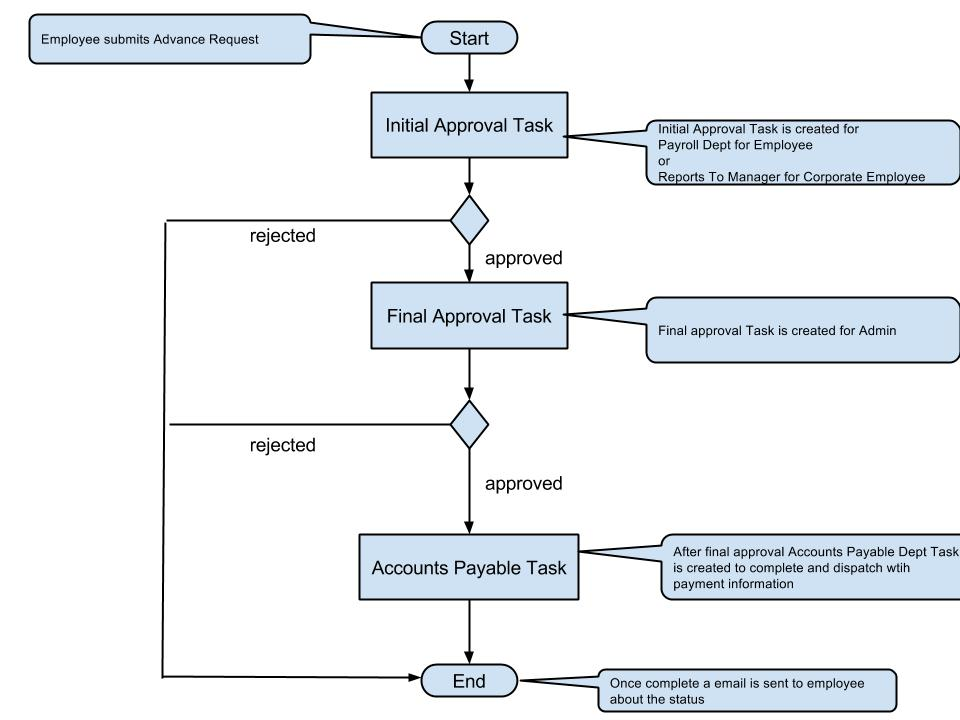 Employee submits Advance Request
Start
Initial Approval Task
Initial Approval Task is created for
Payroll Dept for Employee
or
Reports To Manager for Corporate Employee
rejected
approved
Final Approval Task
Final approval Task is created for Admin
rejected
approved
Accounts Payable Task
After final approval Accounts Payable Dept Task
is created to complete and dispatch wtih
payment information
End
Once complete a email is sent to employee
about the status